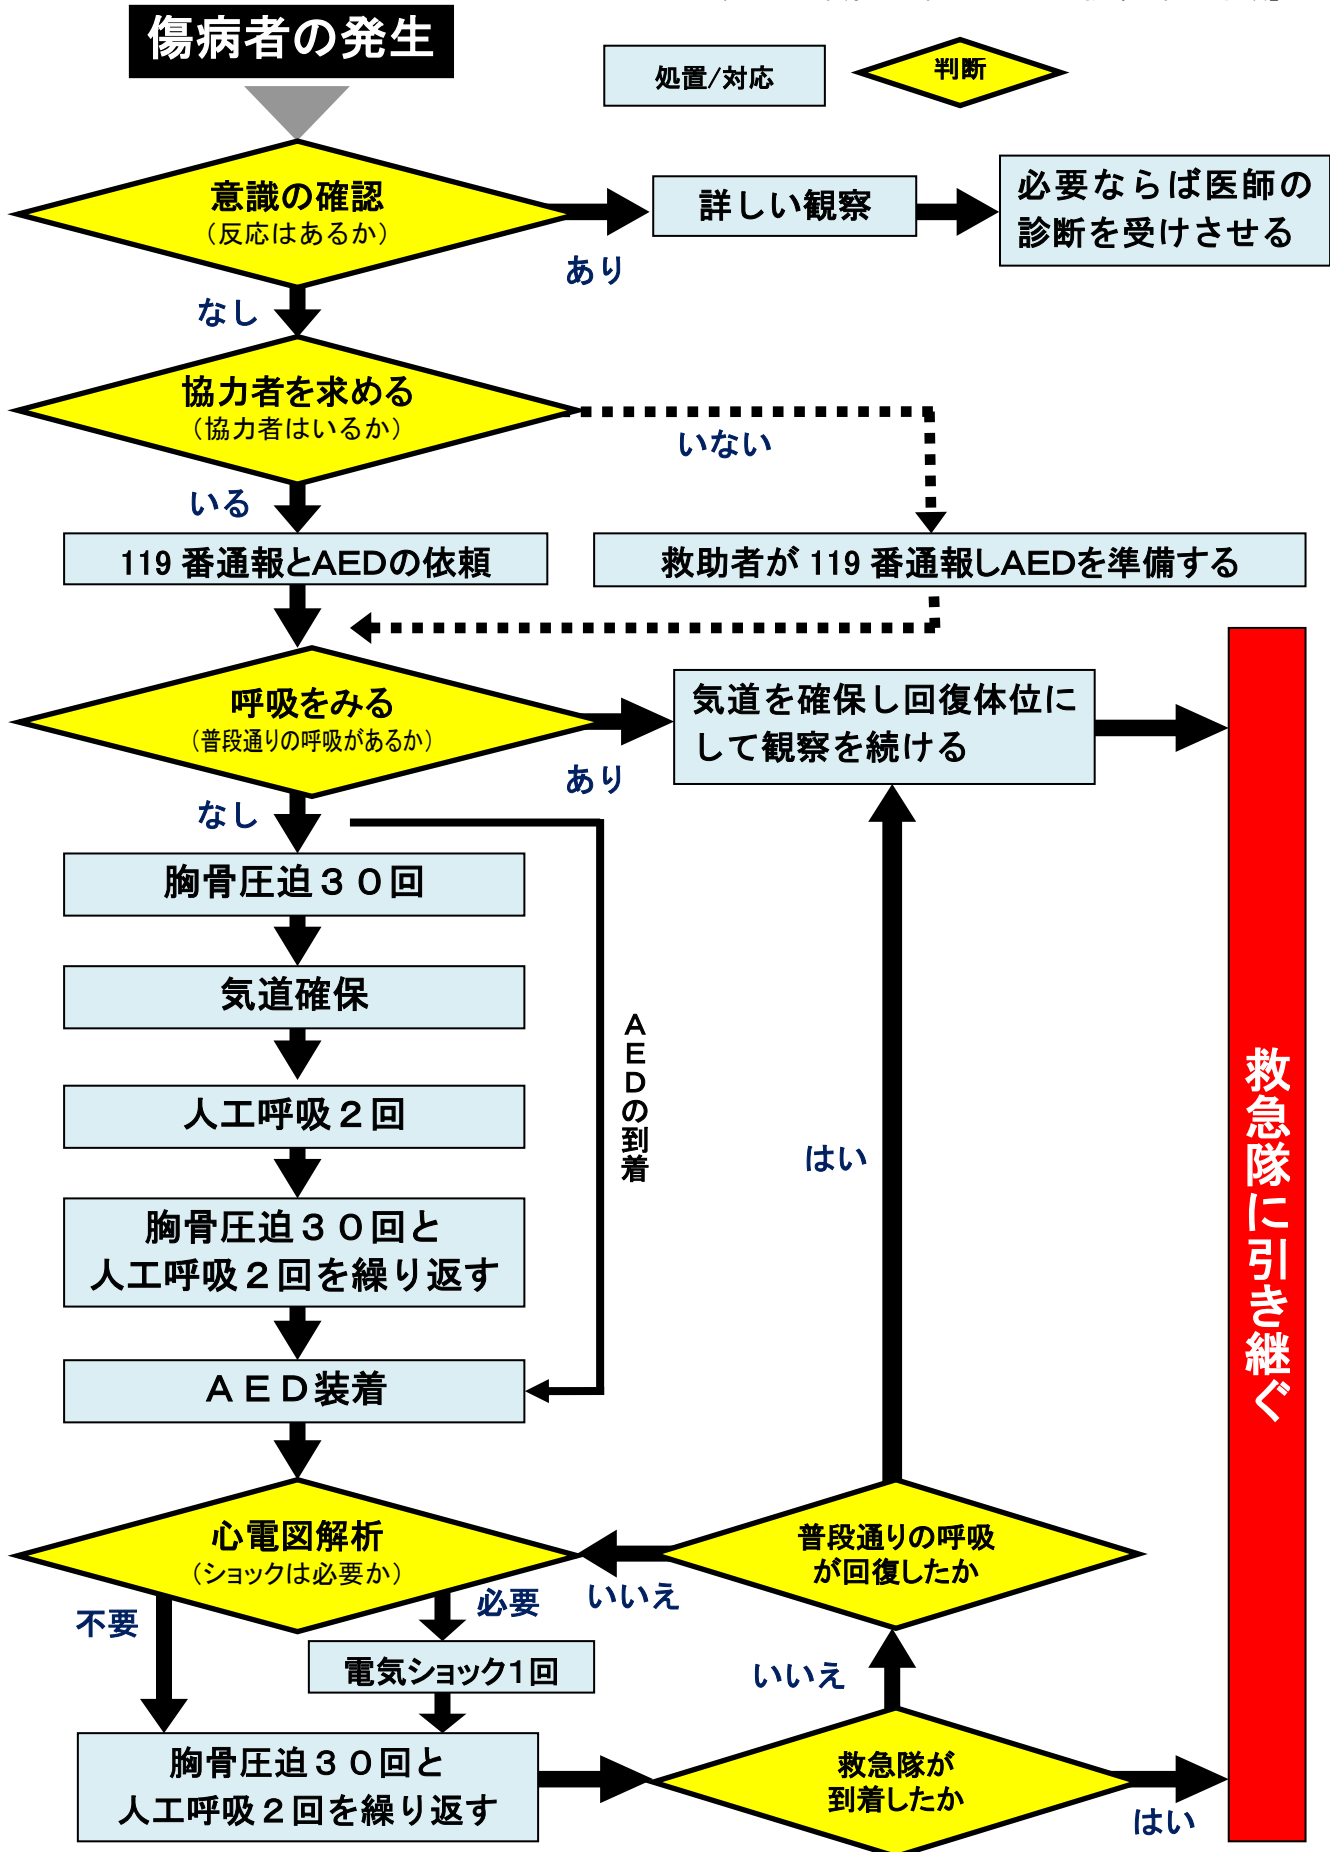 傷病者の発生
処置/対応
判断
意識の確認
（反応はあるか）
あり
詳しい観察
必要ならば医師の
診断を受けさせる
なし
協力者を求める
（協力者はいるか）
いない
いる
119 番通報とAEDの依頼
救助者が 119 番通報しAEDを準備する
呼吸をみる
（普段通りの呼吸があるか）
あり
気道を確保し回復体位に
して観察を続ける
なし
胸骨圧迫３０回
気道確保
人工呼吸２回
胸骨圧迫３０回と
人工呼吸２回を繰り返す
AEDの到着
はい
救急隊に引き継ぐ
ＡＥＤ装着
心電図解析
（ショックは必要か）
普段通りの呼吸
が回復したか
いいえ
不要
必要
電気ショック1回
いいえ
胸骨圧迫３０回と
人工呼吸２回を繰り返す
救急隊が
到着したか
はい